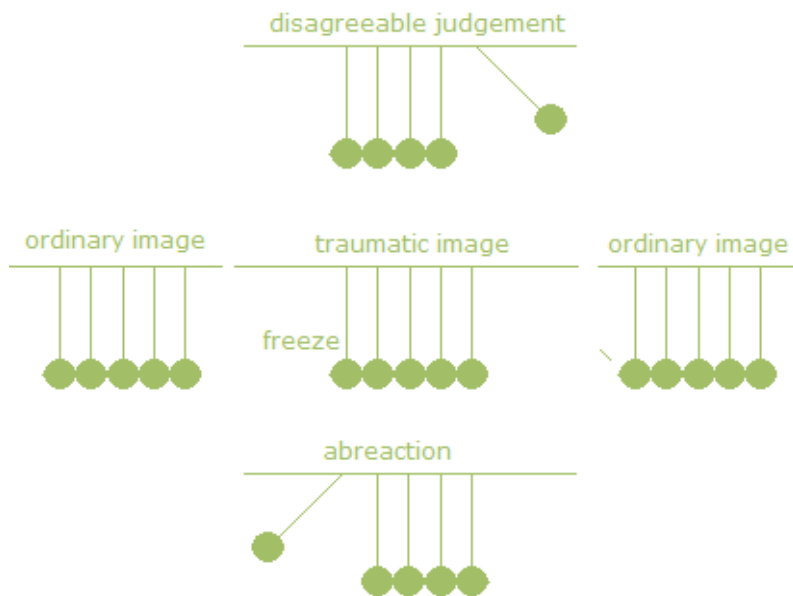 disagreeable judgement
ordinary image
traumatic image
ordinary image
freeze
abreaction